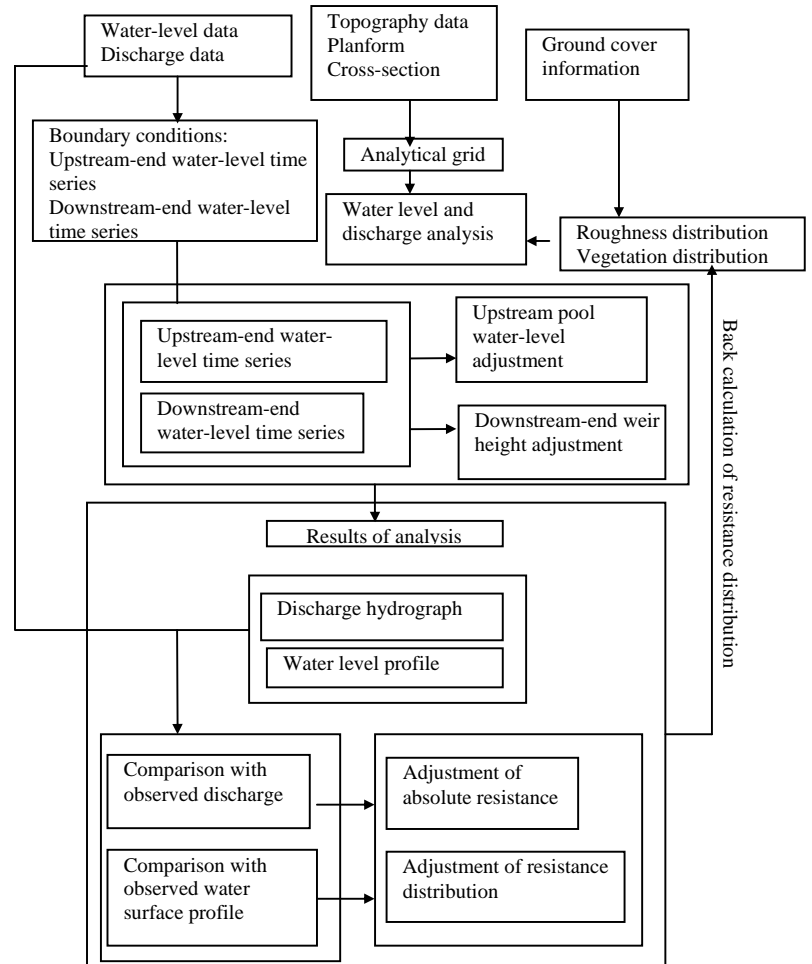 Water-level data
Discharge data
Topography data
Planform
Cross-section
Ground cover
information
Boundary conditions:
Upstream-end water-level time
series
Downstream-end water-level
time series
Analytical grid
Water level and
discharge analysis
Roughness distribution
Vegetation distribution
Upstream-end water-
level time series
Upstream pool
water-level
adjustment
Downstream-end
water-level time series
Downstream-end weir
height adjustment
Back calculation of resistance distribution
Results of analysis
Discharge hydrograph
Water level profile
Comparison with
observed discharge
Adjustment of
absolute resistance
Comparison with
observed water
surface profile
Adjustment of resistance
distribution